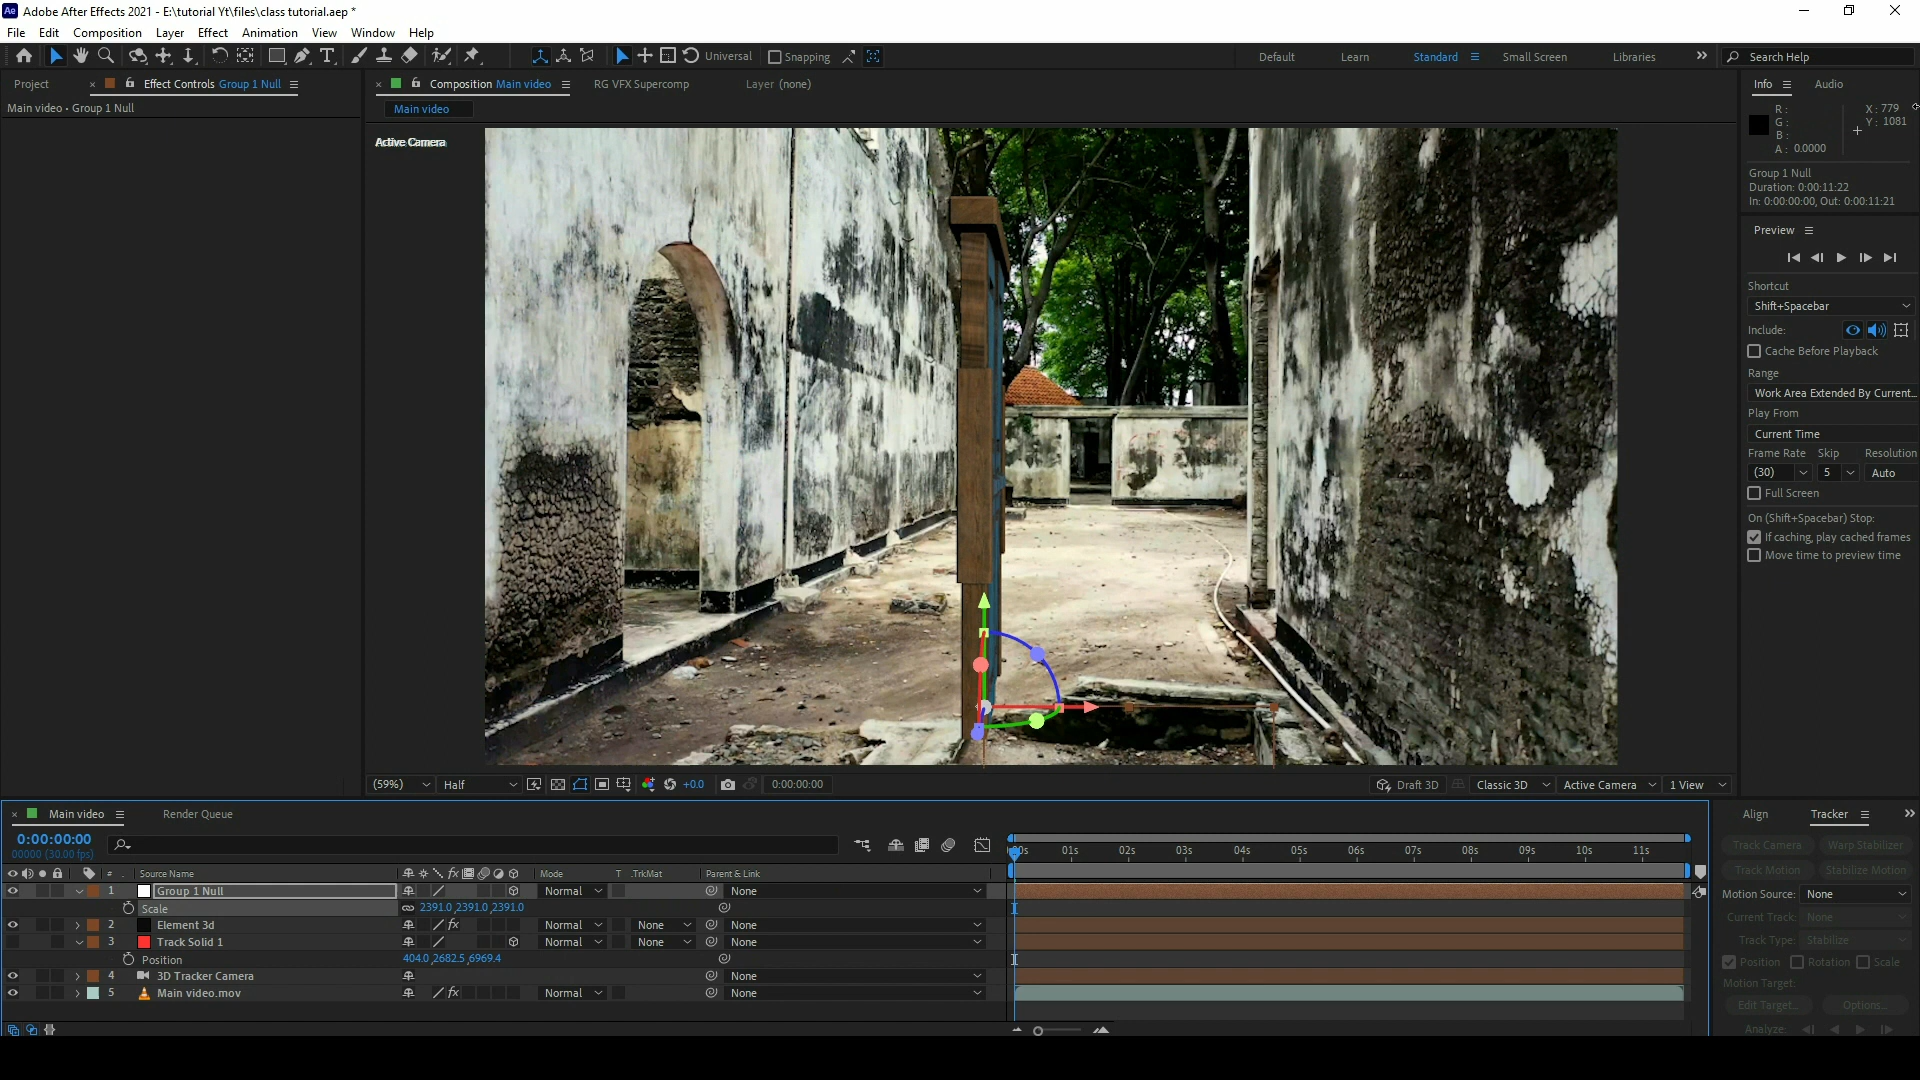 Adobe After Effects 2021 - E:\tutorial Yt\files\class tutorial.aep *
File Edit Composition Layer Effect Animation View Window Help
Universal Snapping Default Learn Standard Small Screen Libraries Search Help
Project Effect Controls Group 1 Null Composition Main video RG VFX Supercomp Layer (none) Info Audio
Main video • Group 1 Null
Main video
Active Camera
R:
G:
B:
A: 0.0000
X: 779
Y: 1081
Group 1 Null
Duration: 0:00:11:22
In: 0:00:00:00, Out: 0:00:11:21
Preview
Shortcut
Shift+Spacebar
Include:
Cache Before Playback
Range
Work Area Extended By Current...
Play From
Current Time
Frame Rate Skip Resolution
(30) 5 Auto
Full Screen
On (Shift+Spacebar) Stop:
If caching, play cached frames
Move time to preview time
(59%) Half +0.0 0:00:00:00 Draft 3D Classic 3D Active Camera 1 View
Main video Render Queue
0:00:00:00
00000 (30.00 fps)
:00s 01s 02s 03s 04s 05s 06s 07s 08s 09s 10s 11s
# Source Name Mode T .TrkMat Parent & Link
1 Group 1 Null Normal None
Scale 2391.0,2391.0,2391.0
2 Element 3d Normal None None
3 Track Solid 1 Normal None None
Position 404.0,2682.5,6969.4
4 3D Tracker Camera None
5 Main video.mov Normal None
Align Tracker
Track Camera Warp Stabilizer
Track Motion Stabilize Motion
Motion Source: None
Current Track: None
Track Type: Stabilize
Position Rotation Scale
Motion Target:
Edit Target... Options...
Analyze: